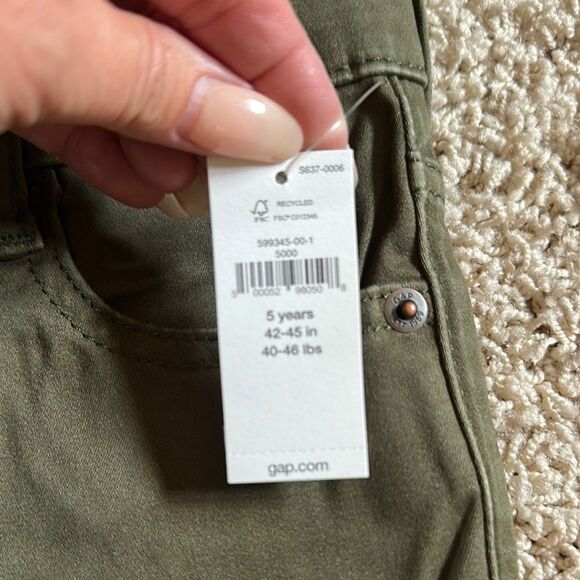 S637-0006
RECYCLED
FSC FSC® C012345
599345-00-1
5000
5 00052 98050 8
5 years
42-45 in
40-46 lbs
gap.com
GAP